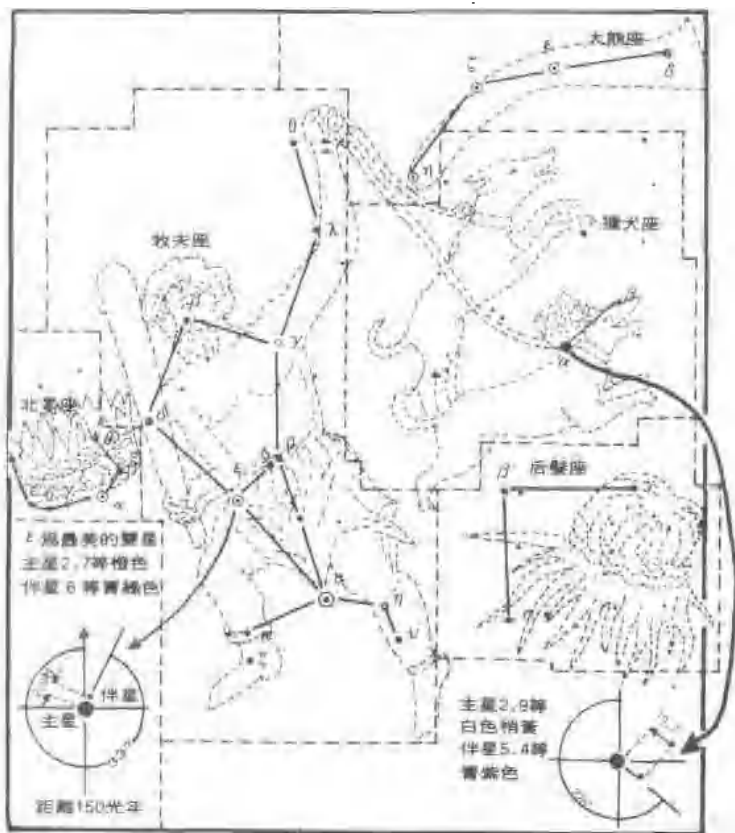 大熊座
ζ
ε
δ
η
θ
λ
牧夫座
獵犬座
γ
β
α
北冕座
δ
ε
β
后髮座
β
α
γ
α
ε爲最美的雙星
主星2.7等橙色
伴星6等青綠色
α
η
υ
π
ζ
伴星
主星
337°
距離150光年
主星2.9等
白色稍黃
伴星5.4等
青紫色